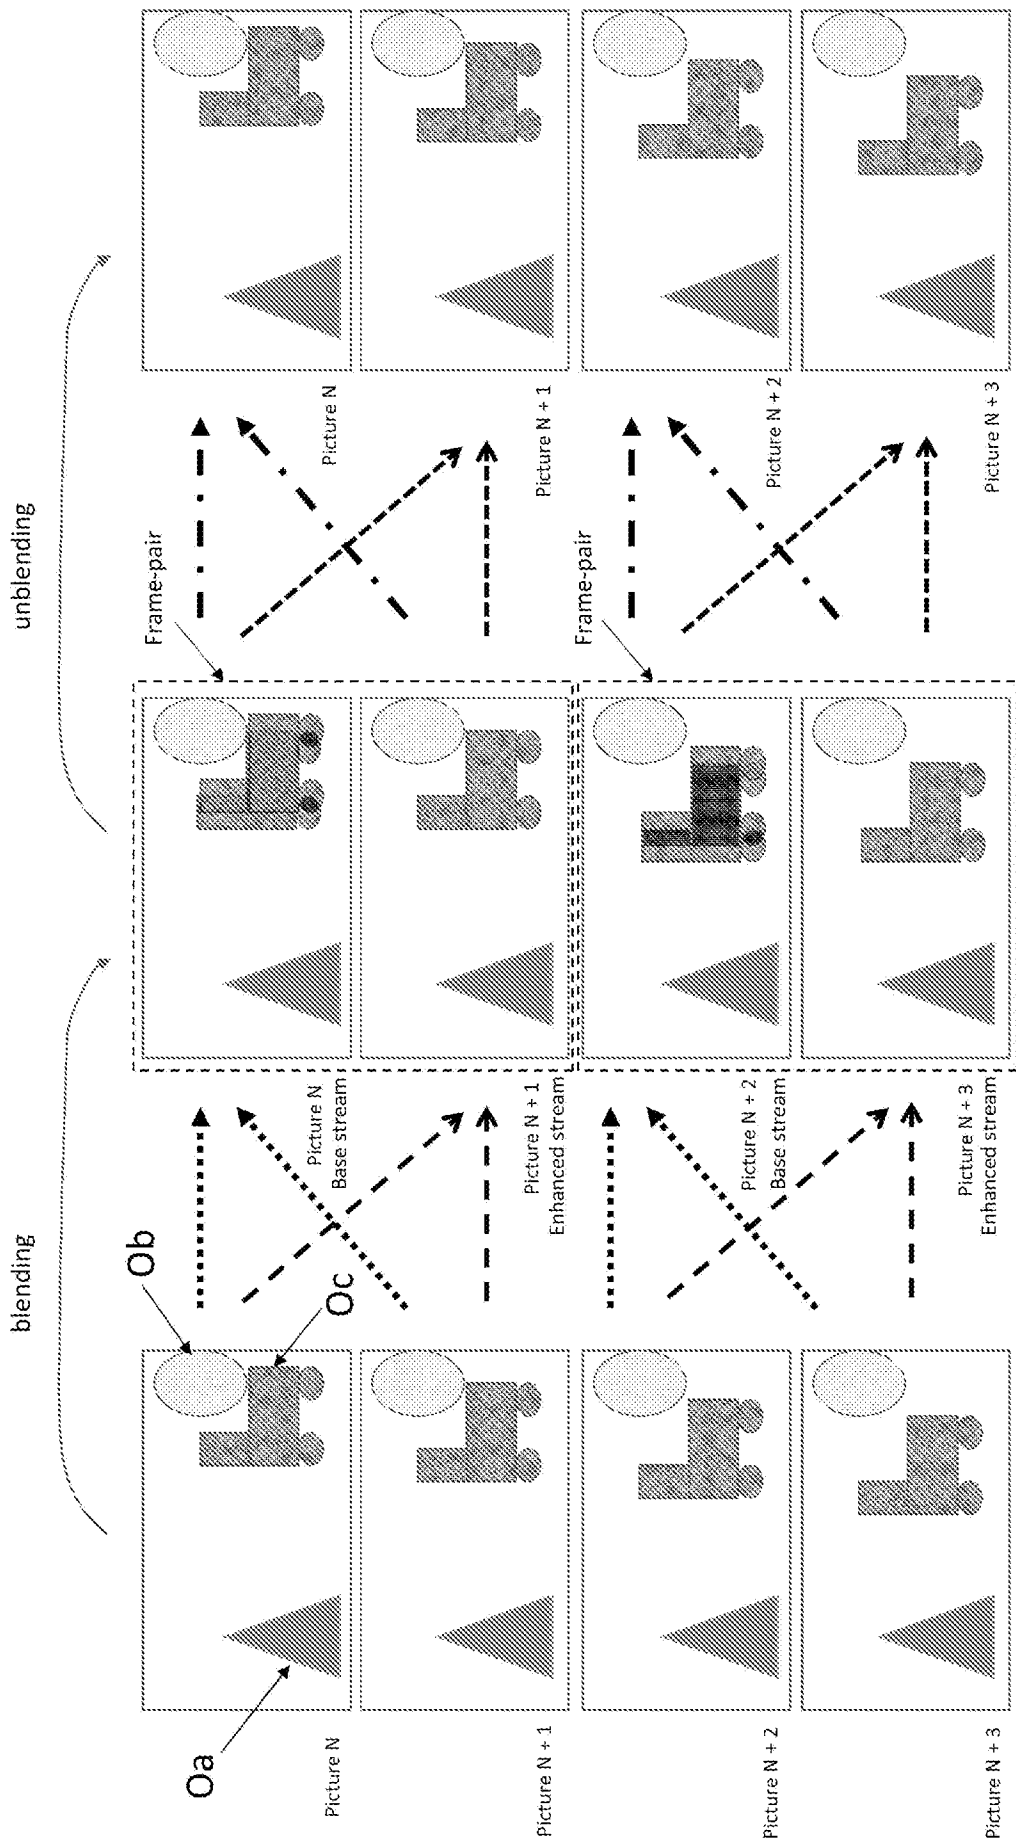 blending
unblending
Oa
Ob
Oc
Frame-pair
Frame-pair
Picture N
Picture N + 1
Picture N + 2
Picture N + 3
Picture N
Base stream
Picture N + 1
Enhanced stream
Picture N + 2
Base stream
Picture N + 3
Enhanced stream
Picture N
Picture N + 1
Picture N + 2
Picture N + 3